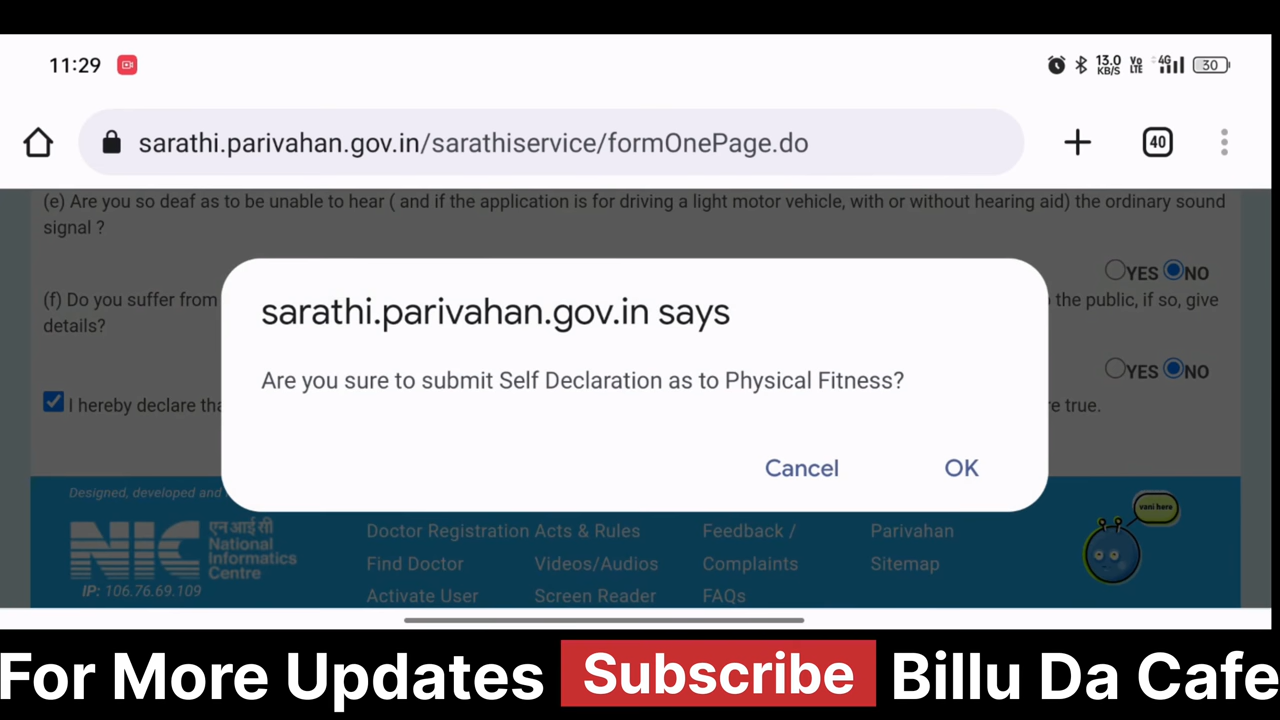 11:29
13.0 KB/S Vo LTE 4G 30
sarathi.parivahan.gov.in/sarathiservice/formOnePage.do
40
(e) Are you so deaf as to be unable to hear ( and if the application is for driving a light motor vehicle, with or without hearing aid) the ordinary sound
signal ?
YES NO
(f) Do you suffer from the public, if so, give
details?
YES NO
I hereby declare tha re true.
sarathi.parivahan.gov.in says
Are you sure to submit Self Declaration as to Physical Fitness?
Cancel OK
Designed, developed and
NIC एन आई सी
National
Informatics
Centre
IP: 106.76.69.109
Doctor Registration Acts & Rules Feedback / Parivahan
Find Doctor Videos/Audios Complaints Sitemap
Activate User Screen Reader FAQs
vani here
For More Updates Subscribe Billu Da Cafe